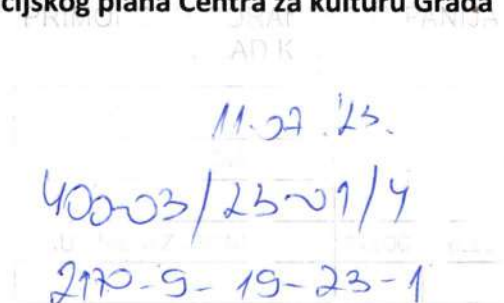 cijskog plana Centra za kulturu Grada
11.07.'23.
400-03/23-01/4
2170-9-19-23-1